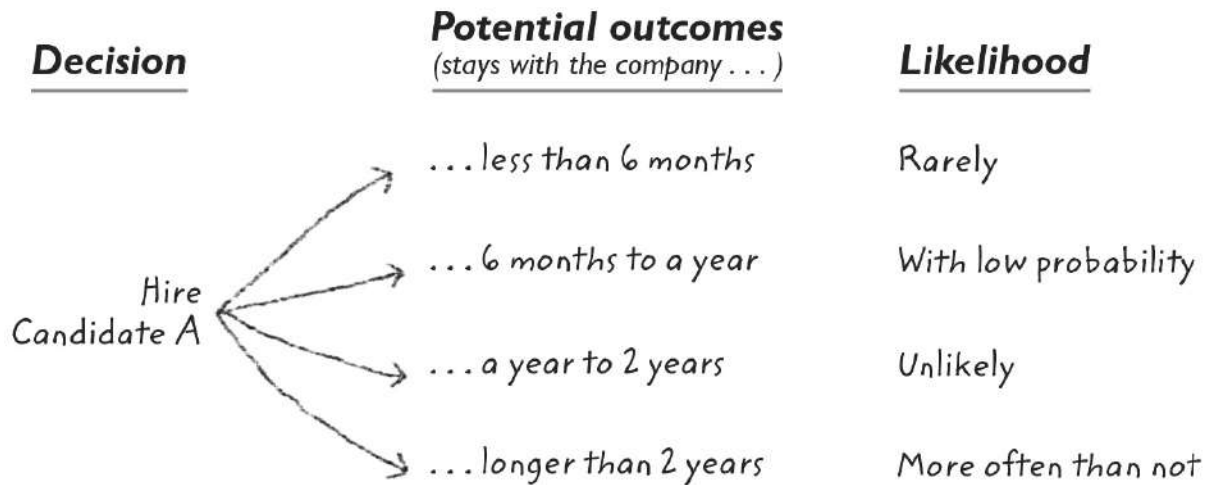 Decision
Potential outcomes
(stays with the company . . . )
Likelihood
. . . less than 6 months
Rarely
. . . 6 months to a year
With low probability
Hire
Candidate A
. . . a year to 2 years
Unlikely
. . . longer than 2 years
More often than not